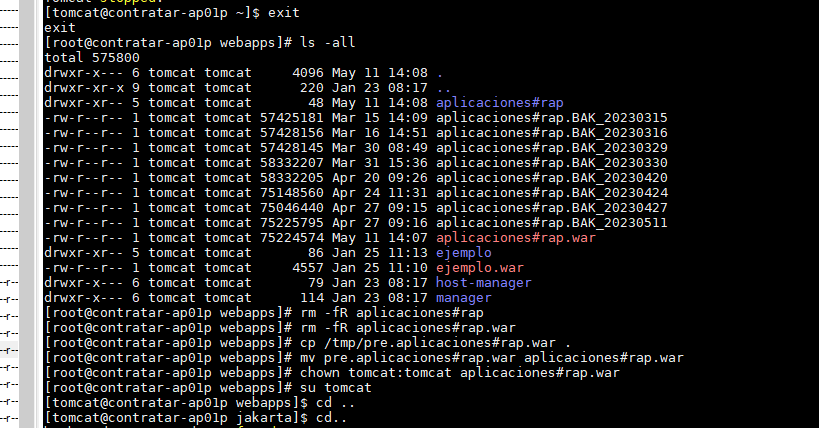 Tomcat stopped.
[tomcat@contratar-ap01p ~]$ exit
exit
[root@contratar-ap01p webapps]# ls -all
total 575800
drwxr-x--- 6 tomcat tomcat     4096 May 11 14:08 .
drwxr-xr-x 9 tomcat tomcat      220 Jan 23 08:17 ..
drwxr-xr-- 5 tomcat tomcat       48 May 11 14:08 aplicaciones#rap
-rw-r--r-- 1 tomcat tomcat 57425181 Mar 15 14:09 aplicaciones#rap.BAK_20230315
-rw-r--r-- 1 tomcat tomcat 57428156 Mar 16 14:51 aplicaciones#rap.BAK_20230316
-rw-r--r-- 1 tomcat tomcat 57428145 Mar 30 08:49 aplicaciones#rap.BAK_20230329
-rw-r--r-- 1 tomcat tomcat 58332207 Mar 31 15:36 aplicaciones#rap.BAK_20230330
-rw-r--r-- 1 tomcat tomcat 58332205 Apr 20 09:26 aplicaciones#rap.BAK_20230420
-rw-r--r-- 1 tomcat tomcat 75148560 Apr 24 11:31 aplicaciones#rap.BAK_20230424
-rw-r--r-- 1 tomcat tomcat 75046440 Apr 27 09:15 aplicaciones#rap.BAK_20230427
-rw-r--r-- 1 tomcat tomcat 75225795 Apr 27 09:16 aplicaciones#rap.BAK_20230511
-rw-r--r-- 1 tomcat tomcat 75224574 May 11 14:07 aplicaciones#rap.war
drwxr-xr-- 5 tomcat tomcat       86 Jan 25 11:13 ejemplo
-rw-r--r-- 1 tomcat tomcat     4557 Jan 25 11:10 ejemplo.war
drwxr-x--- 6 tomcat tomcat       79 Jan 23 08:17 host-manager
drwxr-x--- 6 tomcat tomcat      114 Jan 23 08:17 manager
[root@contratar-ap01p webapps]# rm -fR aplicaciones#rap
[root@contratar-ap01p webapps]# rm -fR aplicaciones#rap.war
[root@contratar-ap01p webapps]# cp /tmp/pre.aplicaciones#rap.war .
[root@contratar-ap01p webapps]# mv pre.aplicaciones#rap.war aplicaciones#rap.war
[root@contratar-ap01p webapps]# chown tomcat:tomcat aplicaciones#rap.war
[root@contratar-ap01p webapps]# su tomcat
[tomcat@contratar-ap01p webapps]$ cd ..
[tomcat@contratar-ap01p jakarta]$ cd..